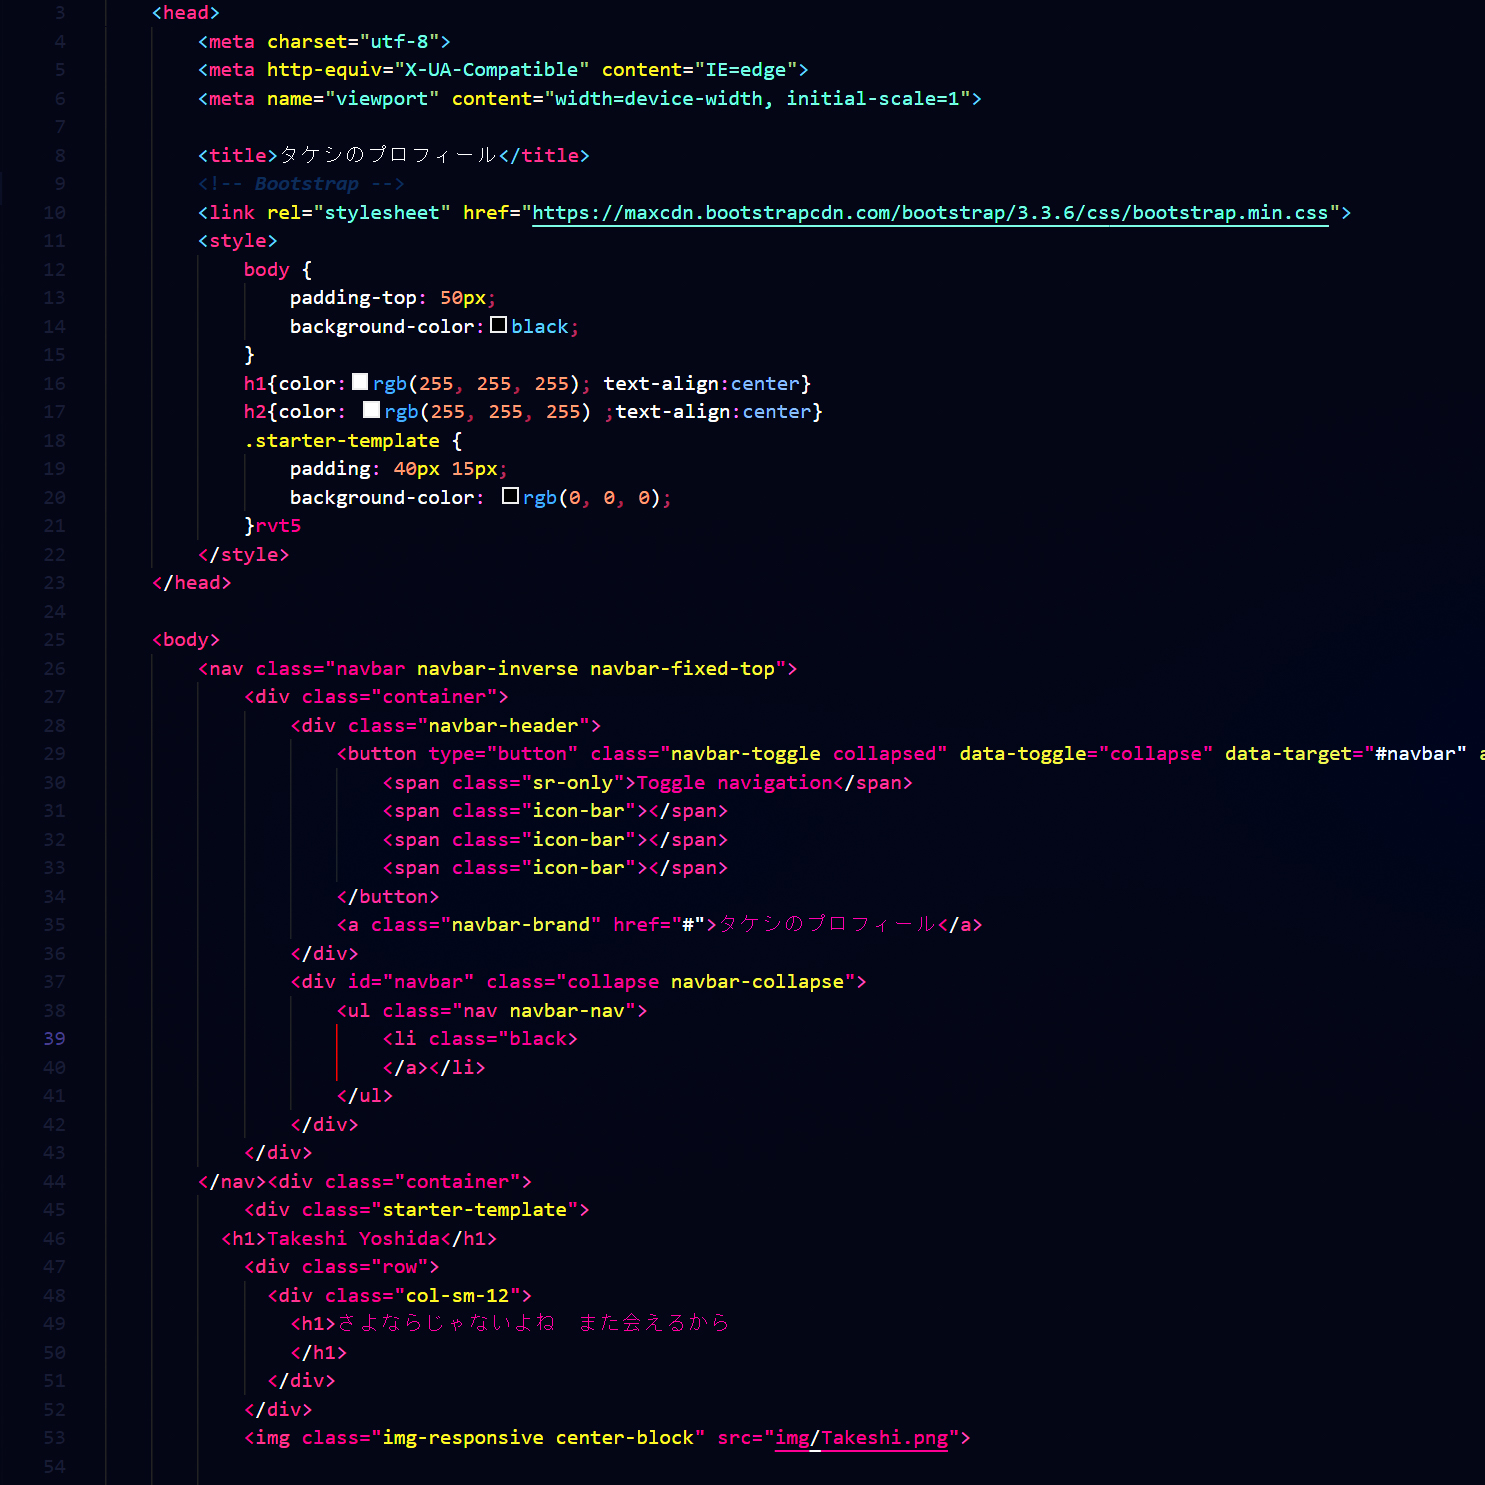 3 <head>
4 <meta charset="utf-8">
5 <meta http-equiv="X-UA-Compatible" content="IE=edge">
6 <meta name="viewport" content="width=device-width, initial-scale=1">
7
8 <title>タケシのプロフィール</title>
9 <!-- Bootstrap -->
10 <link rel="stylesheet" href="https://maxcdn.bootstrapcdn.com/bootstrap/3.3.6/css/bootstrap.min.css">
11 <style>
12 body {
13 padding-top: 50px;
14 background-color: black;
15 }
16 h1{color: rgb(255, 255, 255); text-align:center}
17 h2{color: rgb(255, 255, 255) ;text-align:center}
18 .starter-template {
19 padding: 40px 15px;
20 background-color: rgb(0, 0, 0);
21 }rvt5
22 </style>
23 </head>
24
25 <body>
26 <nav class="navbar navbar-inverse navbar-fixed-top">
27 <div class="container">
28 <div class="navbar-header">
29 <button type="button" class="navbar-toggle collapsed" data-toggle="collapse" data-target="#navbar"
30 <span class="sr-only">Toggle navigation</span>
31 <span class="icon-bar"></span>
32 <span class="icon-bar"></span>
33 <span class="icon-bar"></span>
34 </button>
35 <a class="navbar-brand" href="#">タケシのプロフィール</a>
36 </div>
37 <div id="navbar" class="collapse navbar-collapse">
38 <ul class="nav navbar-nav">
39 <li class="black>
40 </a></li>
41 </ul>
42 </div>
43 </div>
44 </nav><div class="container">
45 <div class="starter-template">
46 <h1>Takeshi Yoshida</h1>
47 <div class="row">
48 <div class="col-sm-12">
49 <h1>さよならじゃないよね　また会えるから
50 </h1>
51 </div>
52 </div>
53 <img class="img-responsive center-block" src="img/Takeshi.png">
54